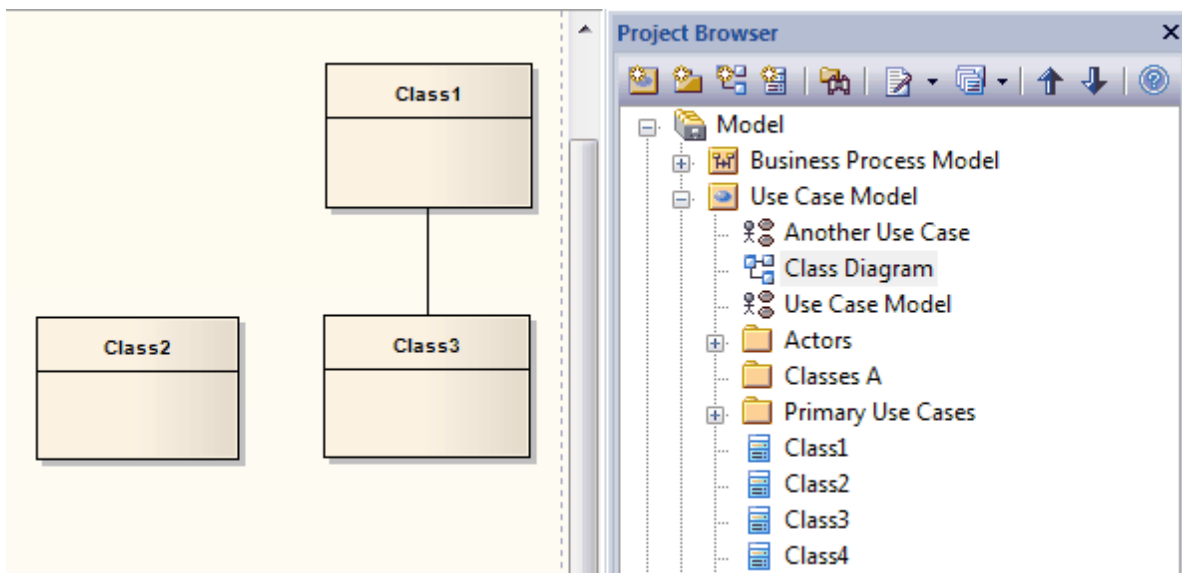 Class1
Class2
Class3
Project Browser
Model
Business Process Model
Use Case Model
Another Use Case
Class Diagram
Use Case Model
Actors
Classes A
Primary Use Cases
Class1
Class2
Class3
Class4